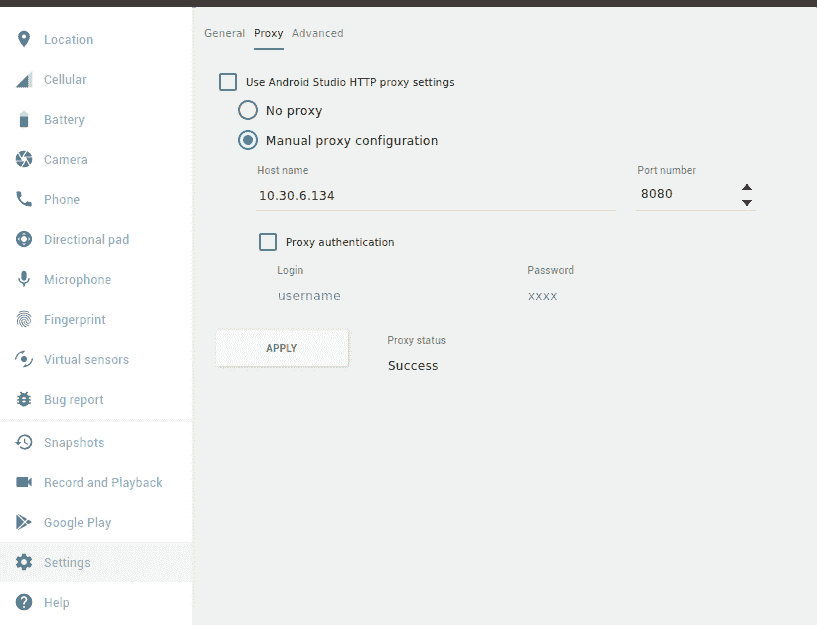 Location
Cellular
Battery
Camera
Phone
Directional pad
Microphone
Fingerprint
Virtual sensors
Bug report
Snapshots
Record and Playback
Google Play
Settings
Help
General Proxy Advanced
Use Android Studio HTTP proxy settings
No proxy
Manual proxy configuration
Host name Port number
10.30.6.134 8080
Proxy authentication
Login Password
username xxxx
APPLY
Proxy status
Success